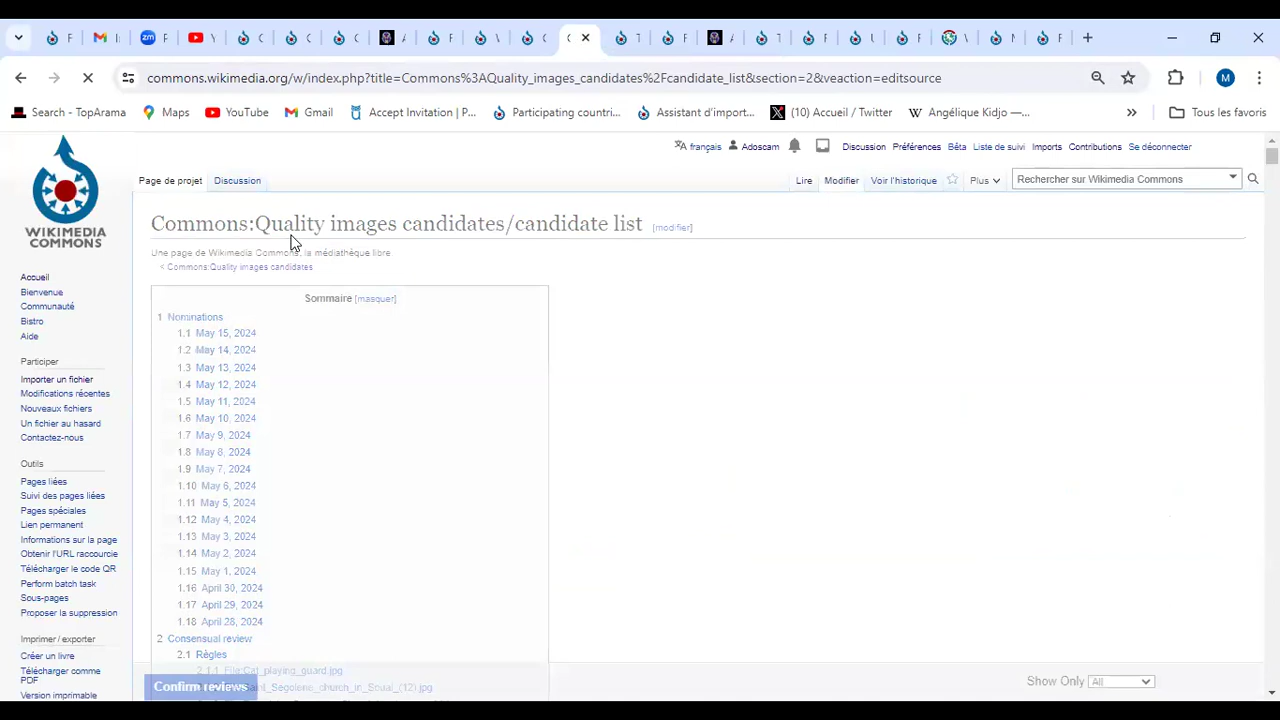 commons.wikimedia.org/w/index.php?title=Commons%3AQuality_images_candidates%2Fcandidate_list&section=2&veaction=editsource
M
Search - TopArama
Maps
YouTube
Gmail
Accept Invitation | P...
Participating countri...
Assistant d'import...
(10) Accueil / Twitter
Angélique Kidjo —...
»
Tous les favoris
français
Adoscam
Discussion
Préférences
Bêta
Liste de suivi
Imports
Contributions
Se déconnecter
WIKIMEDIA
COMMONS
Page de projet
Discussion
Lire
Modifier
Voir l'historique
Plus
Rechercher sur Wikimedia Commons
Commons:Quality images candidates/candidate list [modifier]
Une page de Wikimedia Commons, la médiathèque libre.
< Commons:Quality images candidates
Accueil
Bienvenue
Communauté
Bistro
Aide
Participer
Importer un fichier
Modifications récentes
Nouveaux fichiers
Un fichier au hasard
Contactez-nous
Outils
Pages liées
Suivi des pages liées
Pages spéciales
Lien permanent
Informations sur la page
Obtenir l'URL raccourcie
Télécharger le code QR
Perform batch task
Sous-pages
Proposer la suppression
Imprimer / exporter
Créer un livre
Télécharger comme
PDF
Version imprimable
Sommaire [masquer]
1 Nominations
1.1 May 15, 2024
1.2 May 14, 2024
1.3 May 13, 2024
1.4 May 12, 2024
1.5 May 11, 2024
1.6 May 10, 2024
1.7 May 9, 2024
1.8 May 8, 2024
1.9 May 7, 2024
1.10 May 6, 2024
1.11 May 5, 2024
1.12 May 4, 2024
1.13 May 3, 2024
1.14 May 2, 2024
1.15 May 1, 2024
1.16 April 30, 2024
1.17 April 29, 2024
1.18 April 28, 2024
2 Consensual review
2.1 Règles
2.1.1 File:Cat_playing_guard.jpg
Confirm reviews
Show Only All